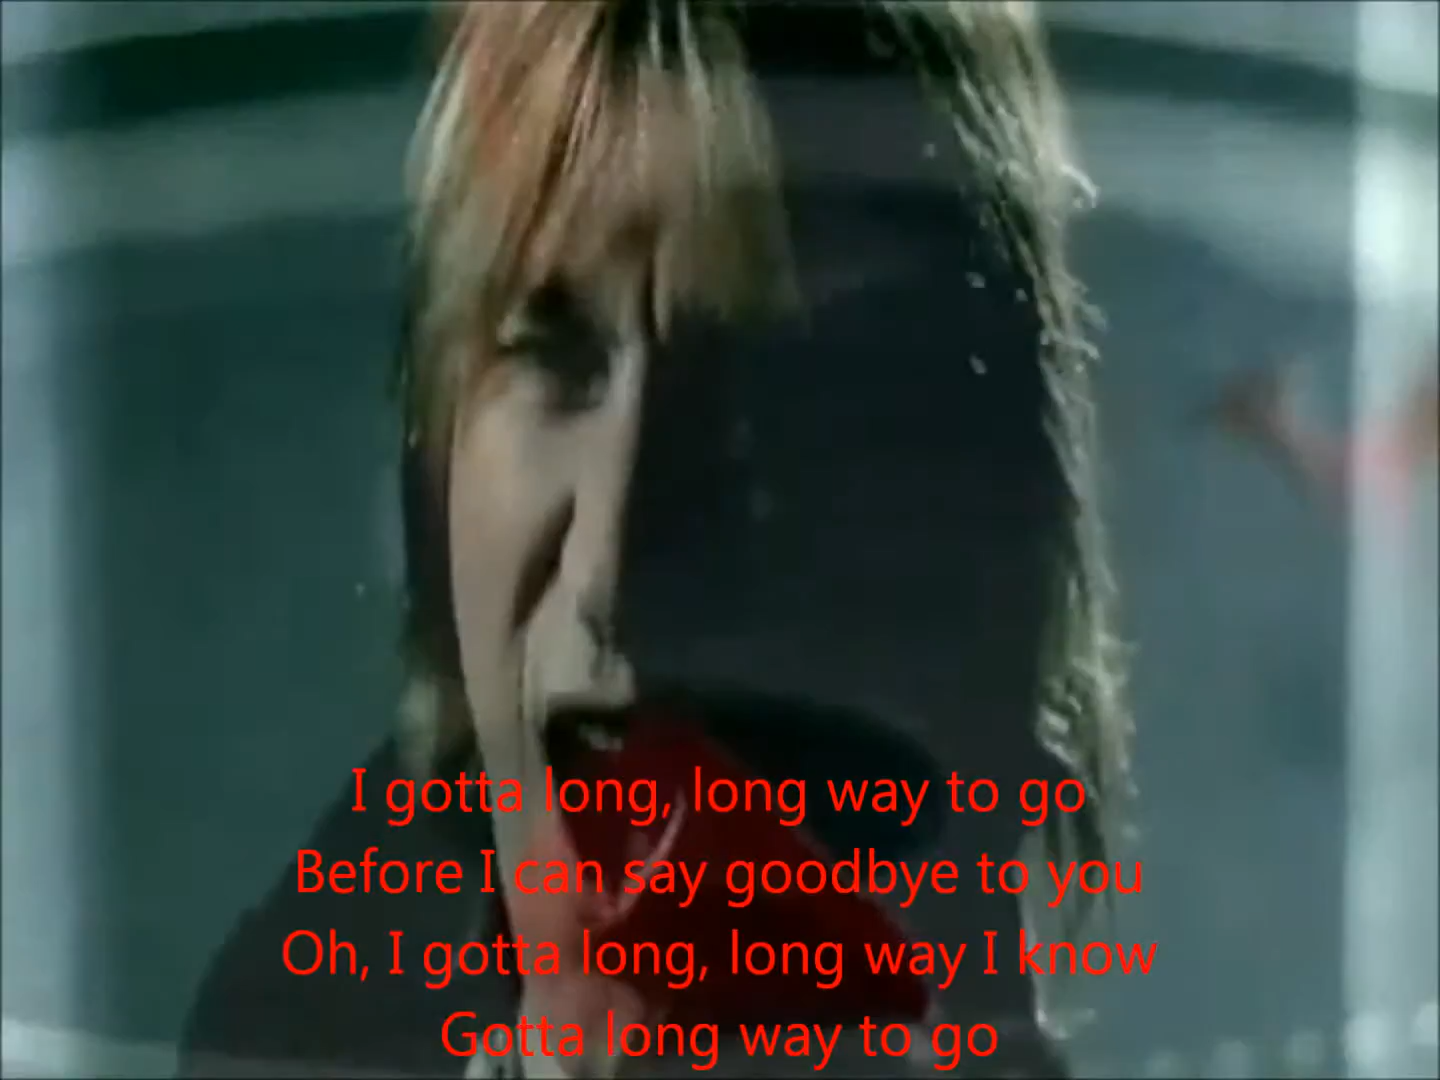 I gotta long, long way to go
Before I can say goodbye to you
Oh, I gotta long, long way I know
Gotta long way to go